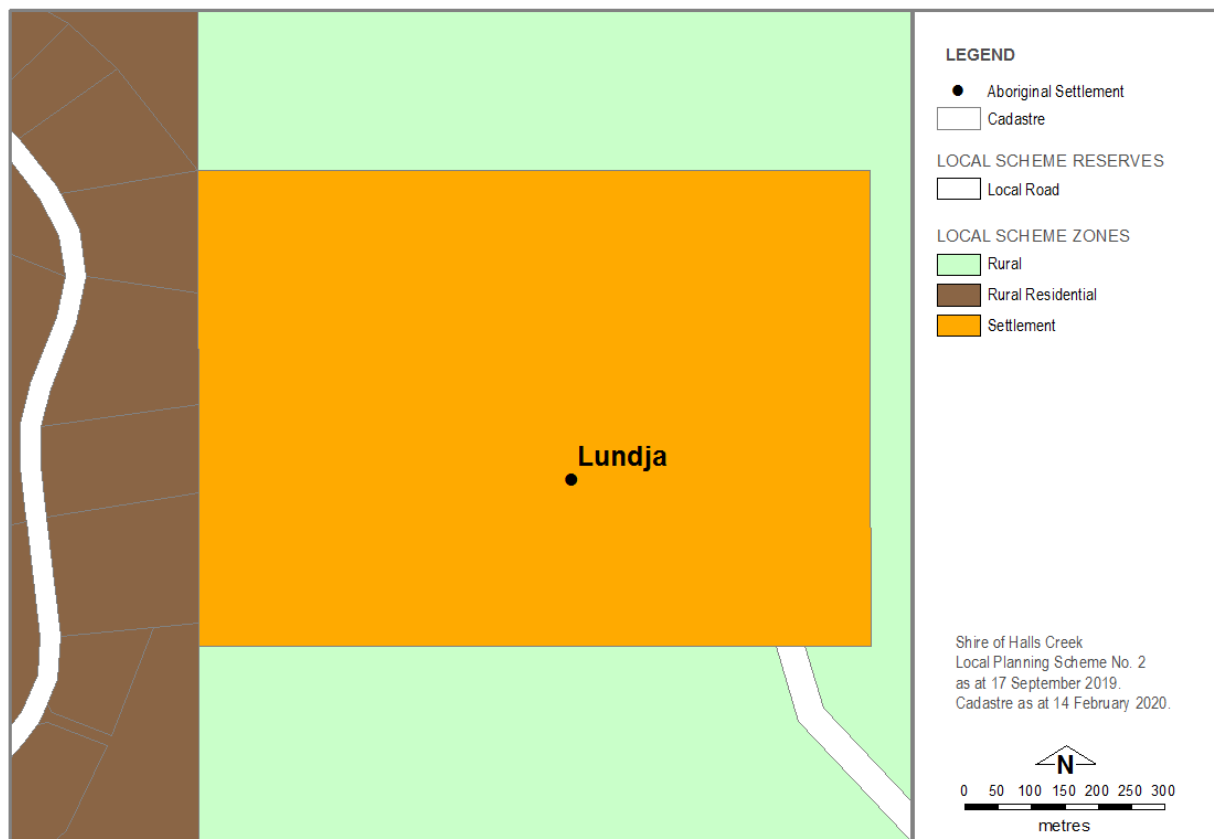 Lundja
LEGEND
Aboriginal Settlement
Cadastre
LOCAL SCHEME RESERVES
Local Road
LOCAL SCHEME ZONES
Rural
Rural Residential
Settlement
Shire of Halls Creek
Local Planning Scheme No. 2
as at 17 September 2019.
Cadastre as at 14 February 2020.
N
0 50 100 150 200 250 300
metres